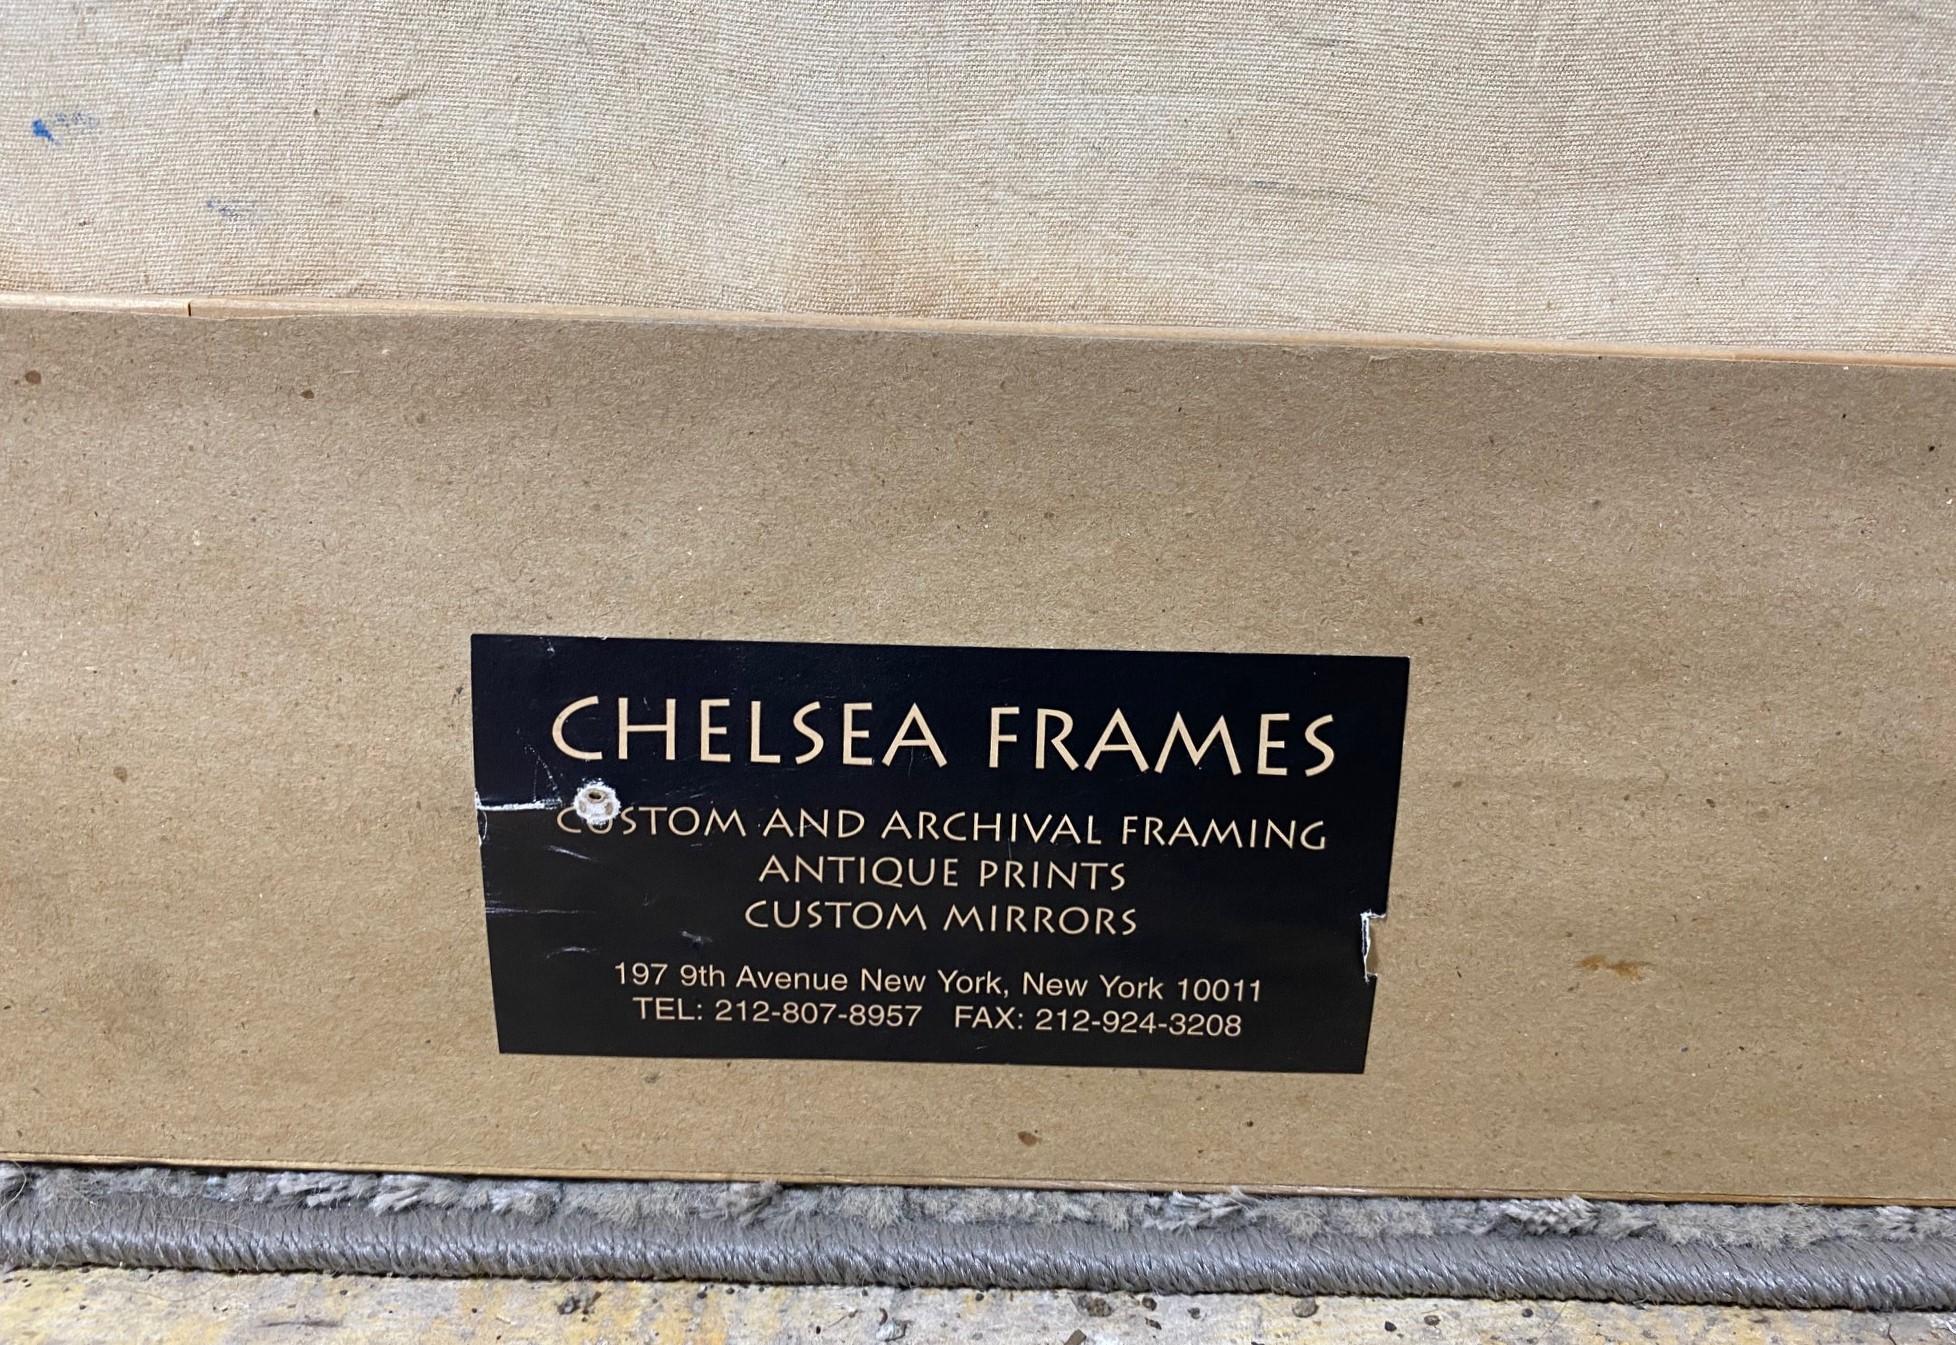 CHELSEA FRAMES
CUSTOM AND ARCHIVAL FRAMING
ANTIQUE PRINTS
CUSTOM MIRRORS
197 9th Avenue New York, New York 10011
TEL: 212-807-8957 FAX: 212-924-3208